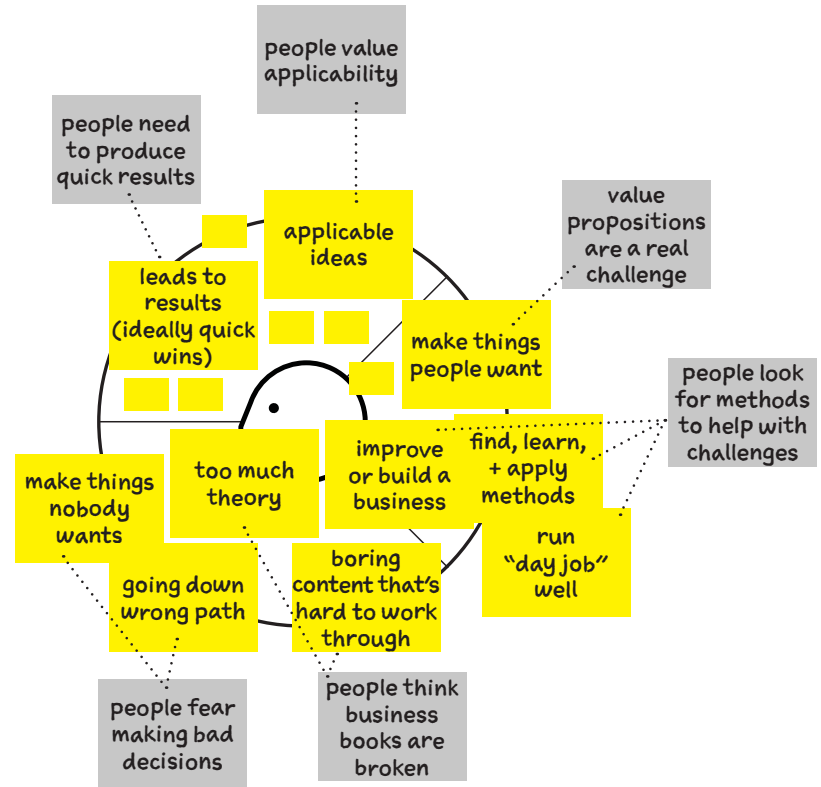 people value
applicability
people need
to produce
quick results
value
propositions
are a real
challenge
applicable
ideas
leads to
results
(ideally quick
wins)
make things
people want
people look
for methods
to help with
challenges
improve
or build a
business
find, learn,
+ apply
methods
too much
theory
make things
nobody
wants
run
“day job”
well
going down
wrong path
boring
content that’s
hard to work
through
people fear
making bad
decisions
people think
business
books are
broken